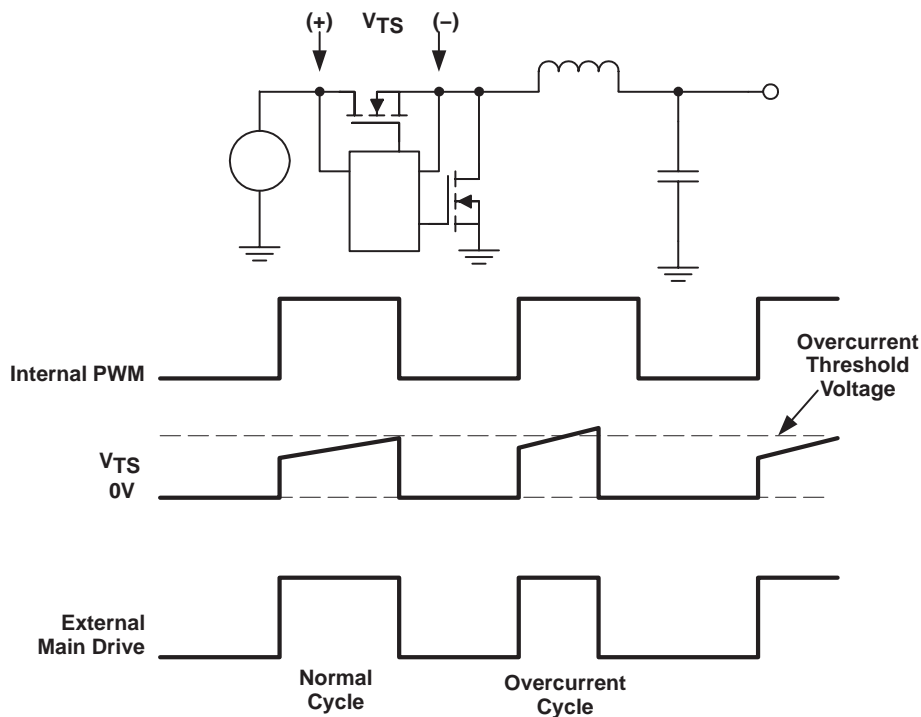 (+) VTS (–)
Internal PWM
Overcurrent
Threshold
Voltage
VTS
0V
External
Main Drive
Normal
Cycle
Overcurrent
Cycle